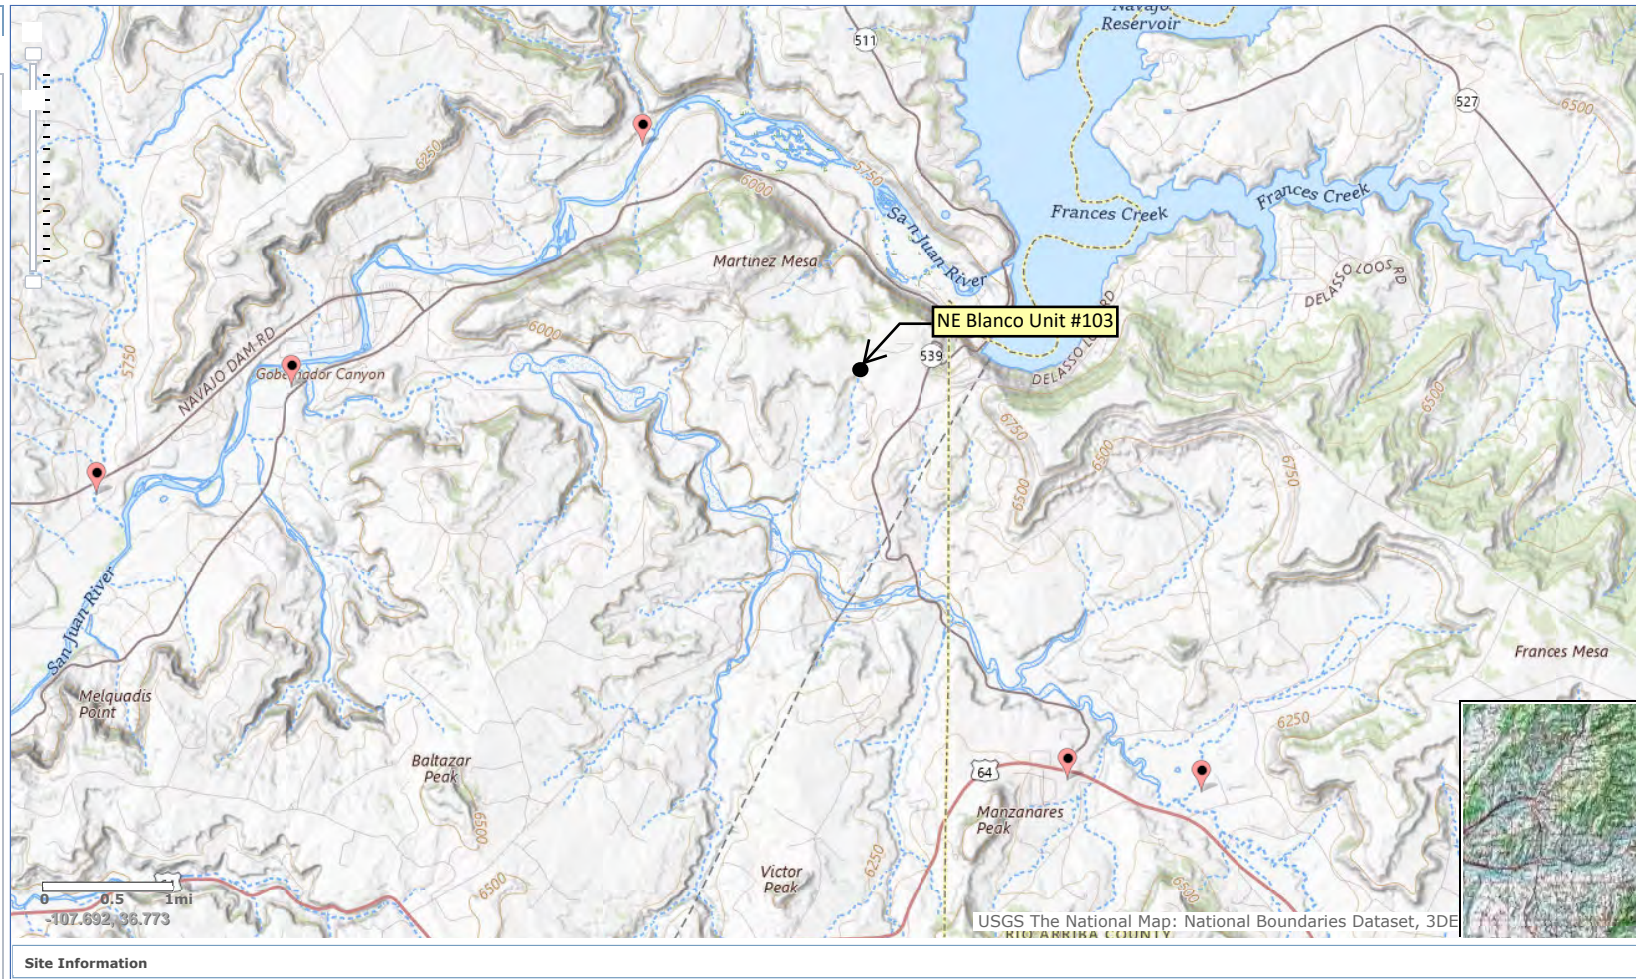 Navajo
Reservoir
511
527
6500
6250
5750
6000
Frances Creek
Frances Creek
San Juan River
Martinez Mesa
DELASSO LOOS RD
NE Blanco Unit #103
6000
539
5750
NAVAJO DAM RD
Gobernador Canyon
DELASSO LOOS RD
6500
6750
6500
6750
6500
San Juan River
Frances Mesa
Melquadis
Point
6250
Baltazar
Peak
64
Manzanares
Peak
6500
6250
Victor
Peak
6500
6500
0 0.5 1mi
-107.692, 36.773
USGS The National Map: National Boundaries Dataset, 3DE
RIO ARRIBA COUNTY
Site Information